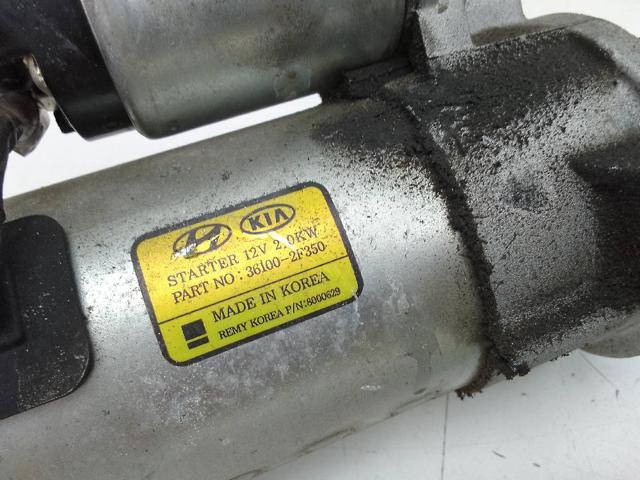 KIA
STARTER 12V 2.0KW
PART NO : 36100-2F350
MADE IN KOREA
REMY KOREA P/N:8000629